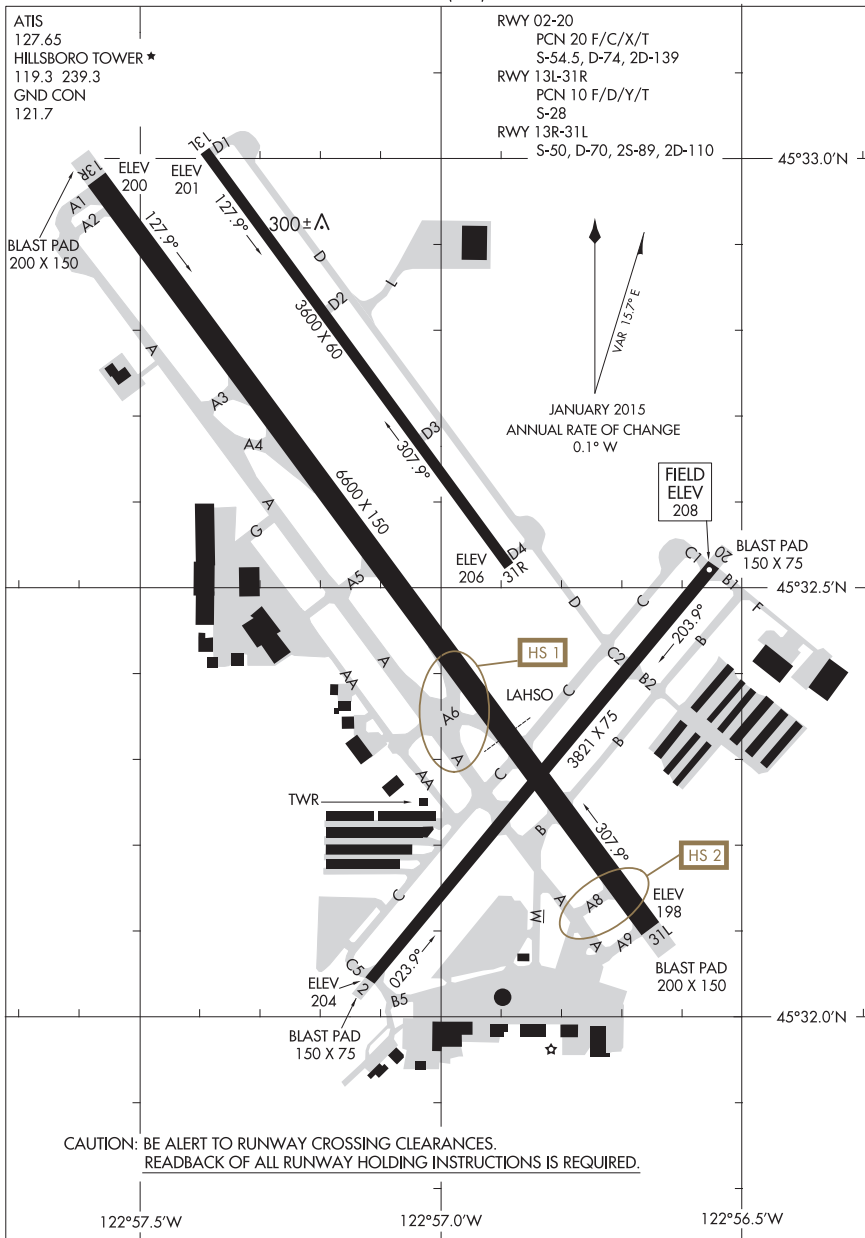 ATIS
127.65
HILLSBORO TOWER ★
119.3 239.3
GND CON
121.7
RWY 02-20
PCN 20 F/C/X/T
S-54.5, D-74, 2D-139
RWY 13L-31R
PCN 10 F/D/Y/T
S-28
RWY 13R-31L
S-50, D-70, 2S-89, 2D-110
45°33.0'N
13R
ELEV
200
13L
D1
ELEV
201
A1
A2
127.9°
127.9°
300±
BLAST PAD
200 X 150
D
L
D2
3600 X 60
VAR 15.7° E
JANUARY 2015
ANNUAL RATE OF CHANGE
0.1° W
A
A3
A4
D3
307.9°
6600 X 150
A
G
FIELD
ELEV
208
ELEV
206
D4
31R
A5
C1
20
B1
BLAST PAD
150 X 75
F
45°32.5'N
D
C
203.9°
B
HS 1
C2
B2
A
AA
LAHSO
C
A6
A
3821 X 75
B
C
AA
TWR
B
307.9°
HS 2
C
A
A8
ELEV
198
M
A
A9
31L
BLAST PAD
200 X 150
C5
023.9°
ELEV
204
2
B5
BLAST PAD
150 X 75
45°32.0'N
CAUTION: BE ALERT TO RUNWAY CROSSING CLEARANCES.
READBACK OF ALL RUNWAY HOLDING INSTRUCTIONS IS REQUIRED.
122°57.5'W
122°57.0'W
122°56.5'W